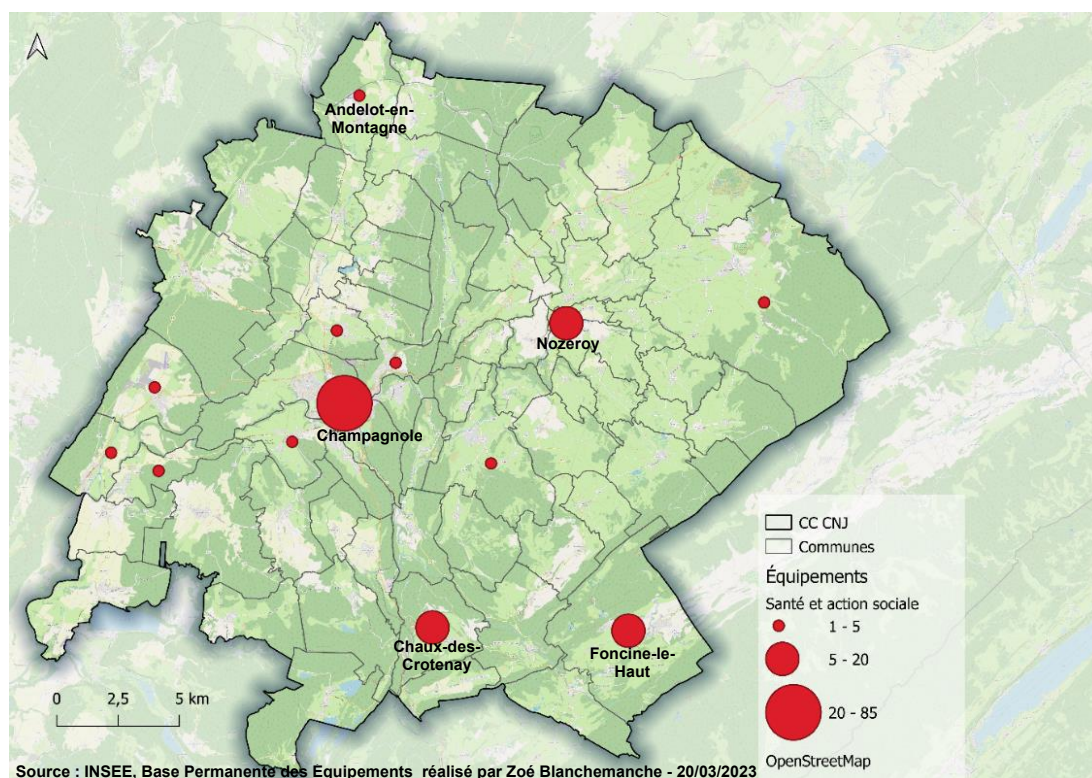 Andelot-en-
Montagne
Nozeroy
Champagnole
Chaux-des-
Crotenay
Foncine-le-
Haut
CC CNJ
Communes
Équipements
Santé et action sociale
1 - 5
5 - 20
20 - 85
OpenStreetMap
0 2,5 5 km
Source : INSEE, Base Permanente des Equipements réalisé par Zoé Blanchemanche - 20/03/2023